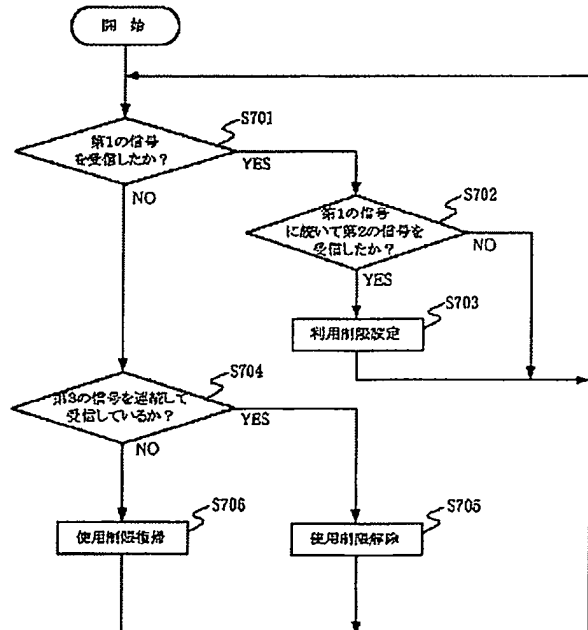 開 始
S701
第1の信号
を受信したか？
YES
NO
S702
第1の信号
に続いて第2の信号を
受信したか？
NO
YES
S703
利用制限設定
S704
第3の信号を連続して
受信しているか？
YES
NO
S706
使用制限復帰
S705
使用制限解除